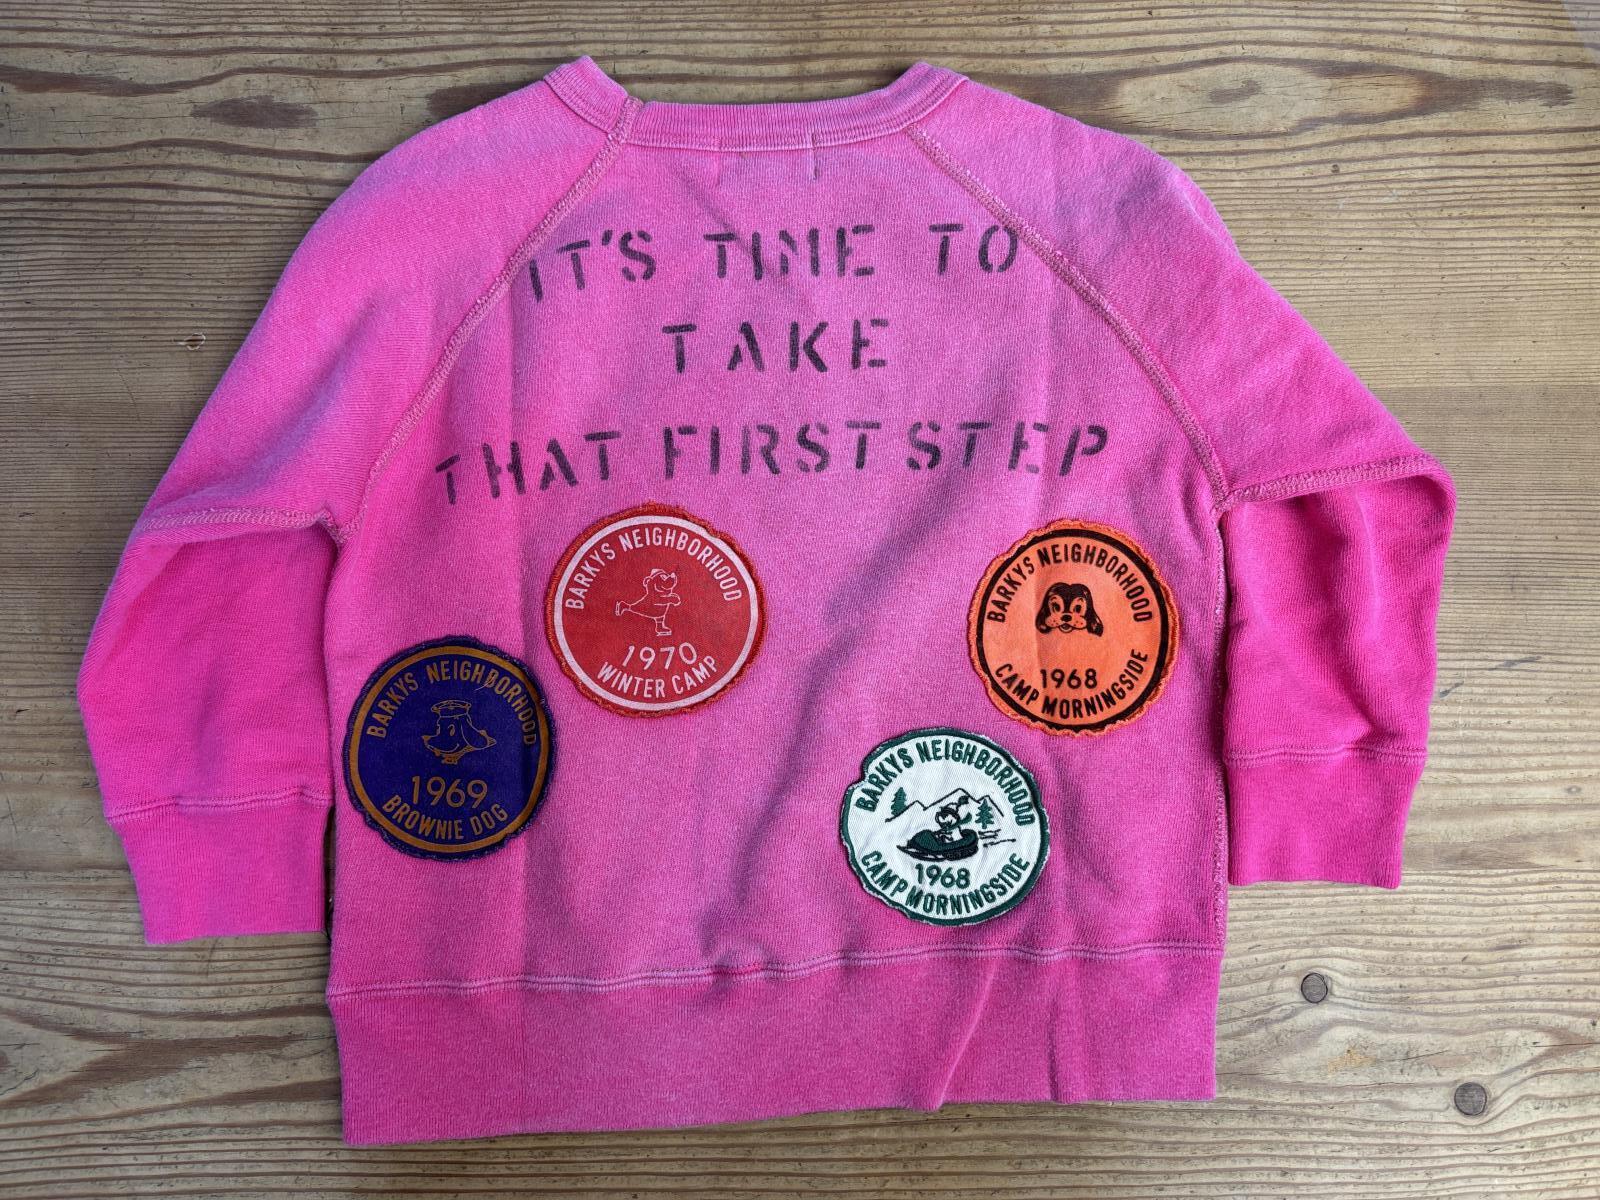 IT'S TIME TO
TAKE
THAT FIRST STEP
BARKYS NEIGHBORHOOD
1970
WINTER CAMP
BARKYS NEIGHBORHOOD
1968
CAMP MORNINGSIDE
BARKYS NEIGHBORHOOD
1969
BROWNIE DOG
BARKYS NEIGHBORHOOD
1968
CAMP MORNINGSIDE